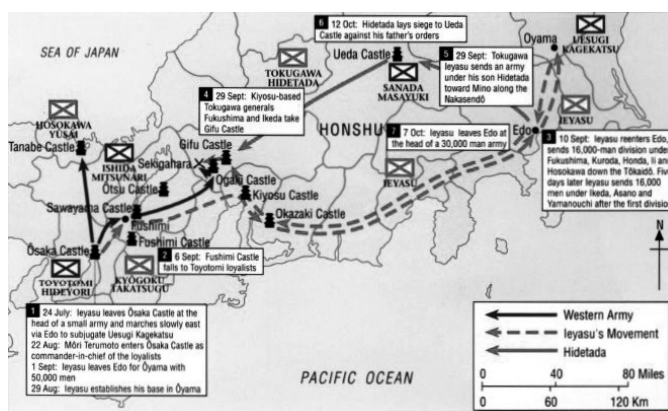 6 12 Oct: Hidetada lays siege to Ueda
Castle against his father's orders
SEA OF JAPAN
Ueda Castle
Oyama
UESUGI
KAGEKATSU
TOKUGAWA
HIDETADA
5 29 Sept: Tokugawa
Ieyasu sends an army
under his son Hidetada
toward Mino along the
Nakasendō
SANADA
MASAYUKI
4 29 Sept: Kiyosu-based
Tokugawa generals
Fukushima and Ikeda take
Gifu Castle
HOSOKAWA
YUSAI
Tanabe Castle
IEYASU
HONSHU
7 7 Oct: Ieyasu leaves Edo at
the head of a 30,000 man army
Edo
3 10 Sept: Ieyasu reenters Edo,
sends 16,000-man division under
Fukushima, Kuroda, Honda, Ii and
Hosokawa down the Tōkaidō. Five
days later Ieyasu sends 16,000
men under Ikeda, Asano and
Yamanouchi after the first division
Gifu Castle
ISHIDA
MITSUNARI
Sekigahara
Ogaki Castle
IEYASU
Ōtsu Castle
Kiyosu Castle
Sawayama Castle
Okazaki Castle
Fushimi
Fushimi Castle
Ōsaka Castle
2 6 Sept: Fushimi Castle
falls to Toyotomi loyalists
TOYOTOMI
HIDEYORI
KYŌGOKU
TAKATSUGU
N
1 24 July: Ieyasu leaves Ōsaka Castle at the
head of a small army and marches slowly east
via Edo to subjugate Uesugi Kagekatsu
22 Aug: Mōri Terumoto enters Ōsaka Castle as
commander-in-chief of the loyalists
1 Sept: Ieyasu leaves Edo for Ōyama with
50,000 men
29 Aug: Ieyasu establishes his base in Ōyama
PACIFIC OCEAN
Western Army
Ieyasu's Movement
Hidetada
0 40 80 Miles
0 60 120 Km